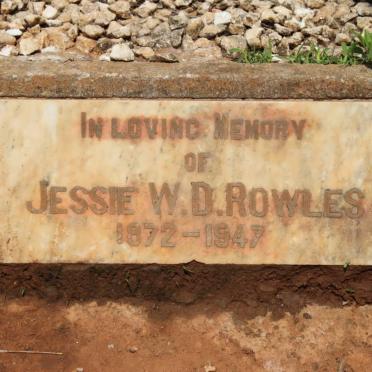 In Loving Memory
of
Jessie W.D. Rowles
1872-1947